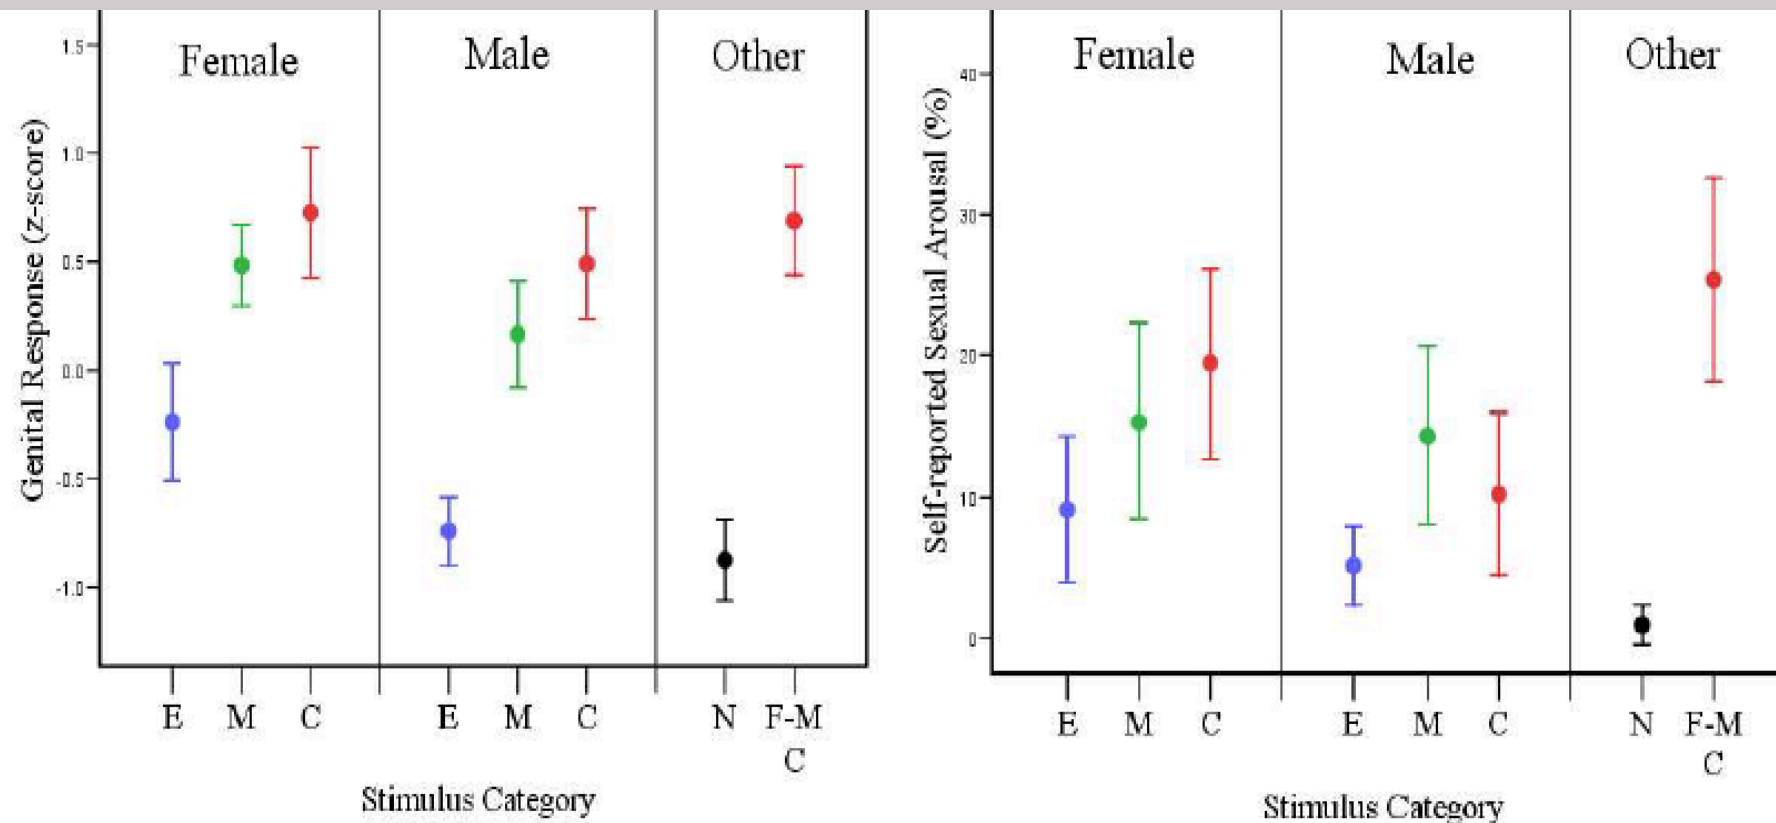 Female Male Other
Genital Response (z-score)
1.5
1.0
0.5
0.0
-0.5
-1.0
E M C E M C N F-M
C
Stimulus Category
Female Male Other
Self-reported Sexual Arousal (%)
40
30
20
10
0
E M C E M C N F-M
C
Stimulus Category